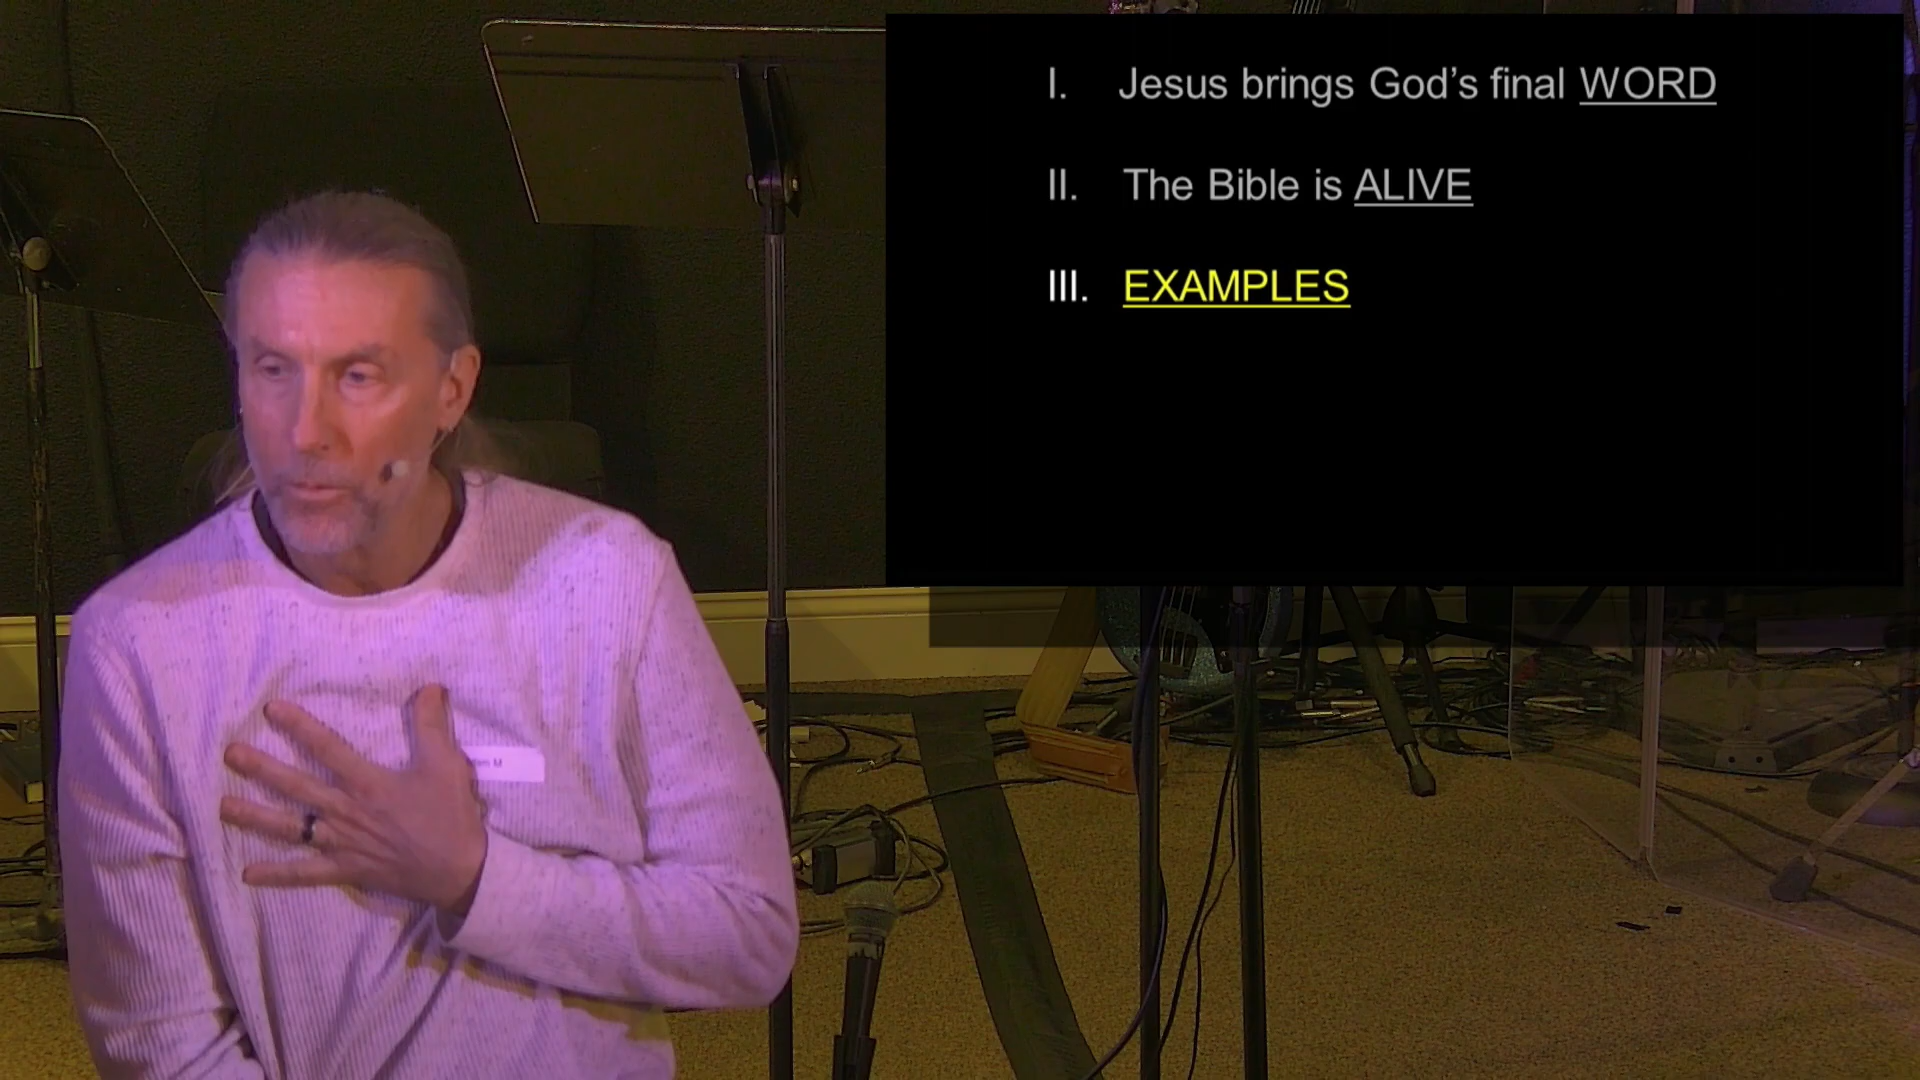 I. Jesus brings God’s final WORD
II. The Bible is ALIVE
III. EXAMPLES